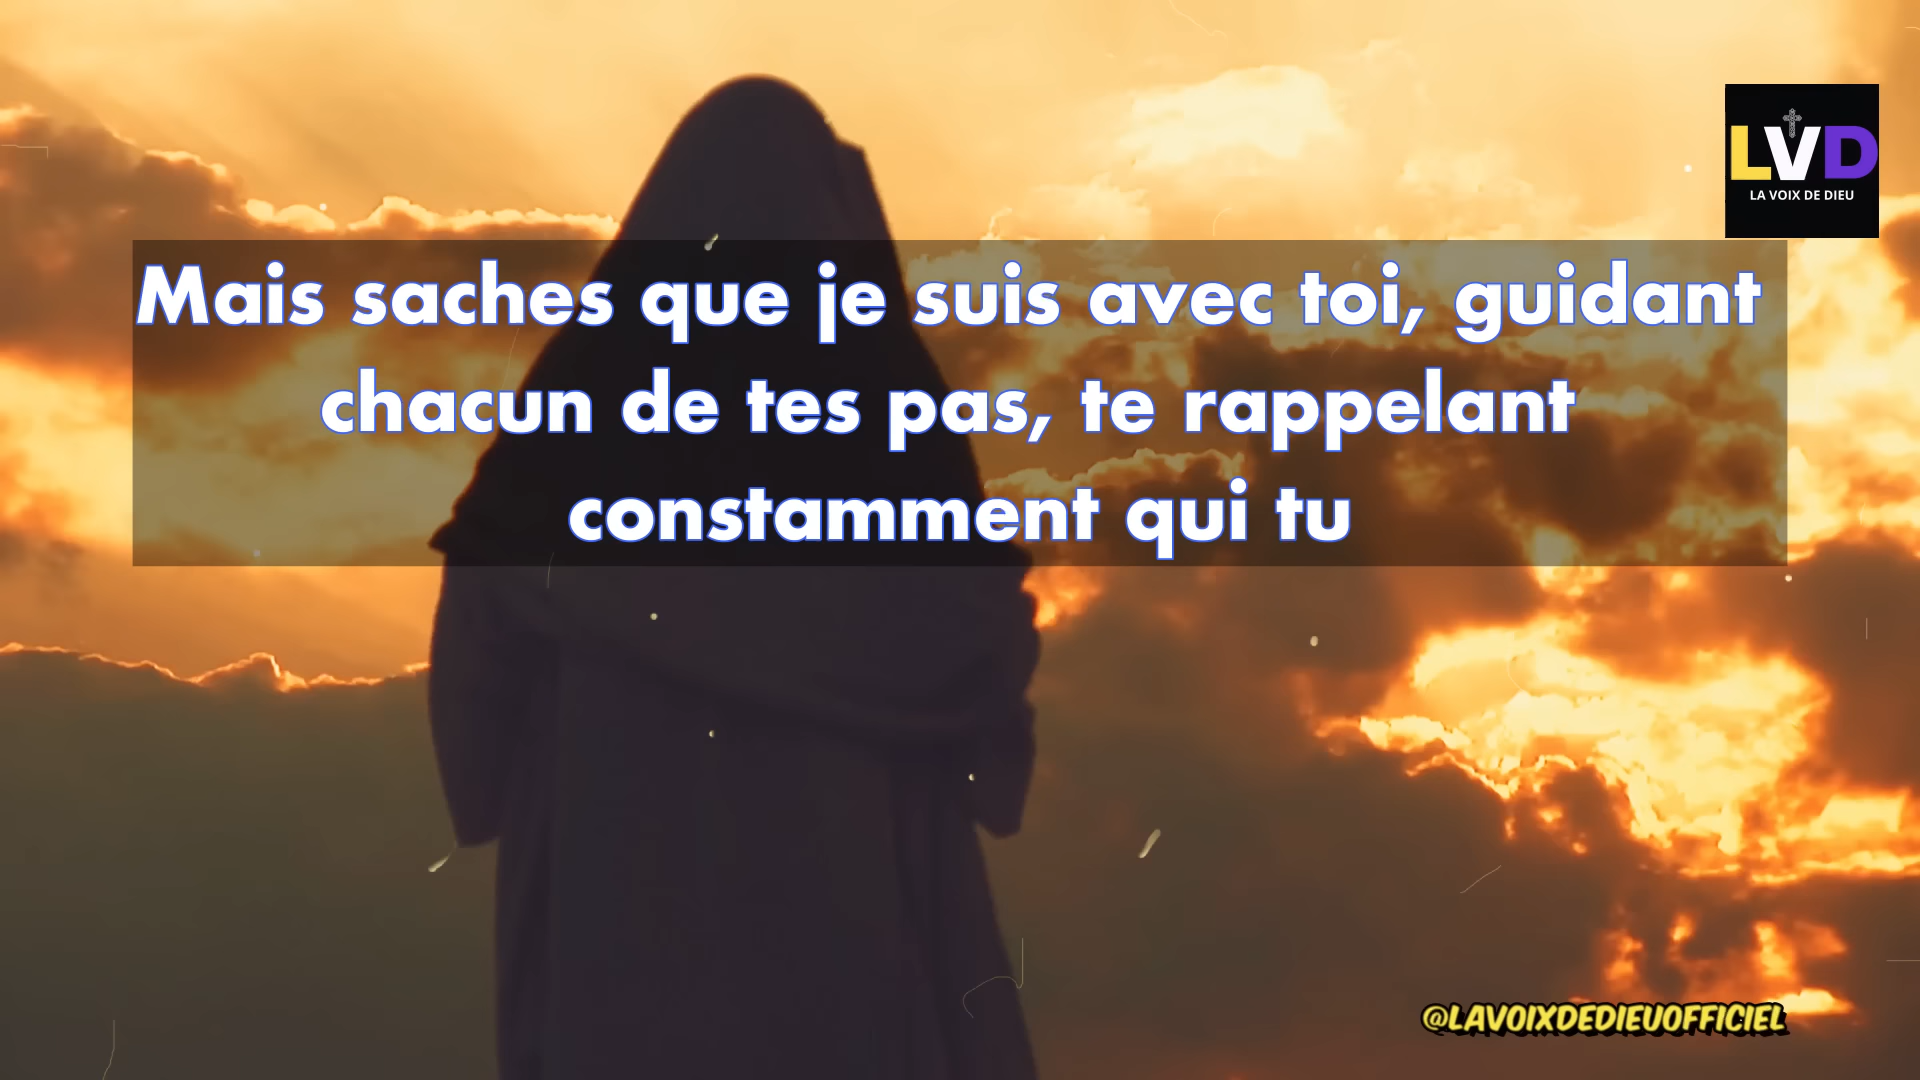 LVD
LA VOIX DE DIEU
Mais saches que je suis avec toi, guidant
chacun de tes pas, te rappelant
constamment qui tu
@LAVOIXDEDIEUOFFICIEL